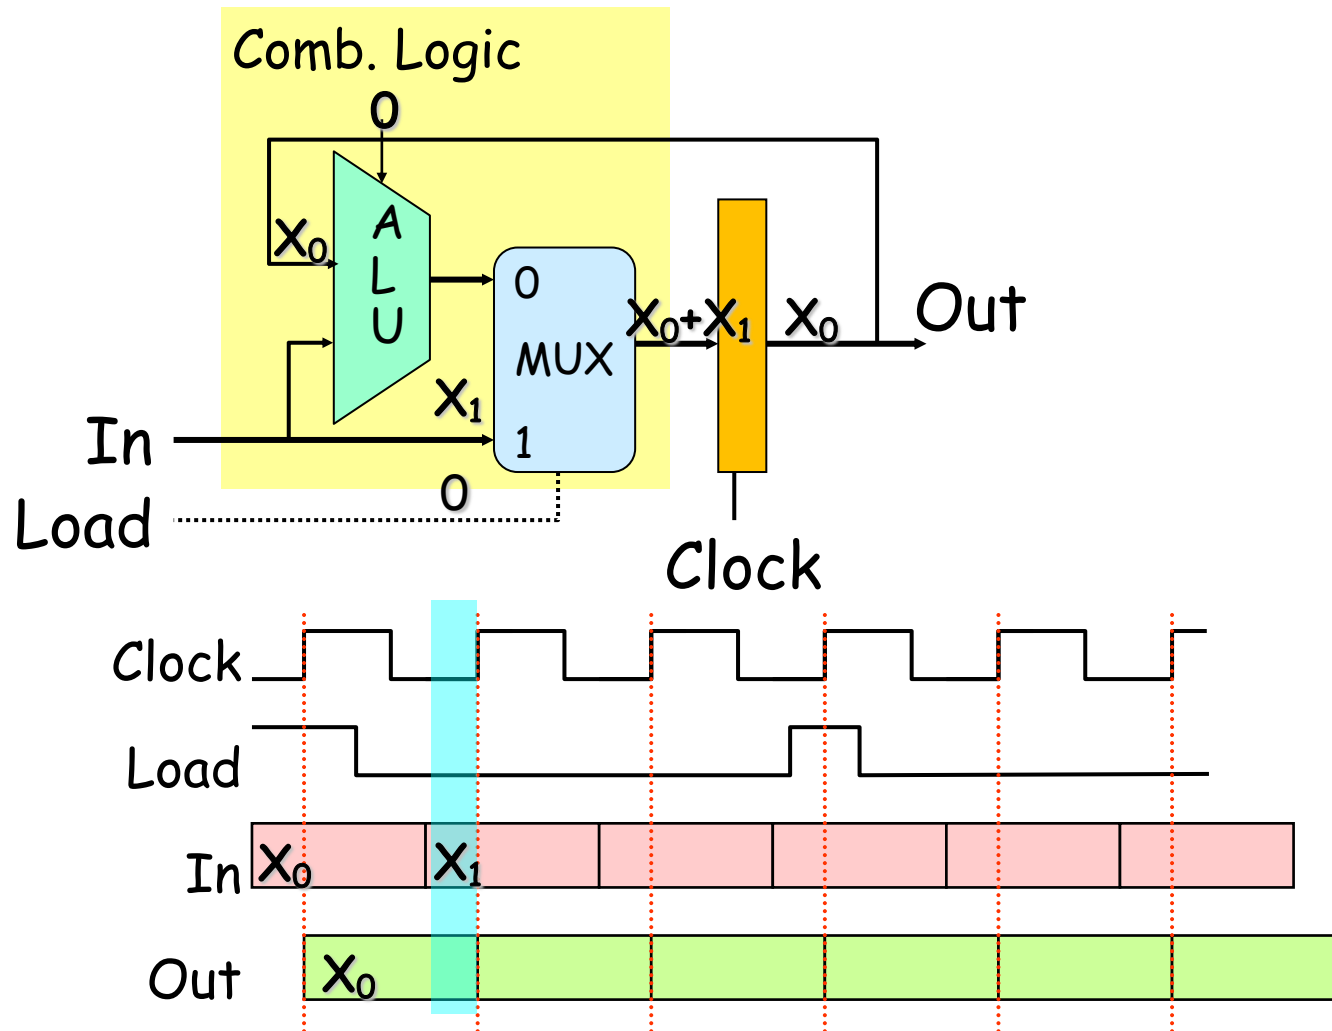 Comb. Logic
0
X0
A
L
U
0
X0+X1
X0
Out
MUX
X1
In
1
0
Load
Clock
Clock
Load
In
X0
X1
Out
X0